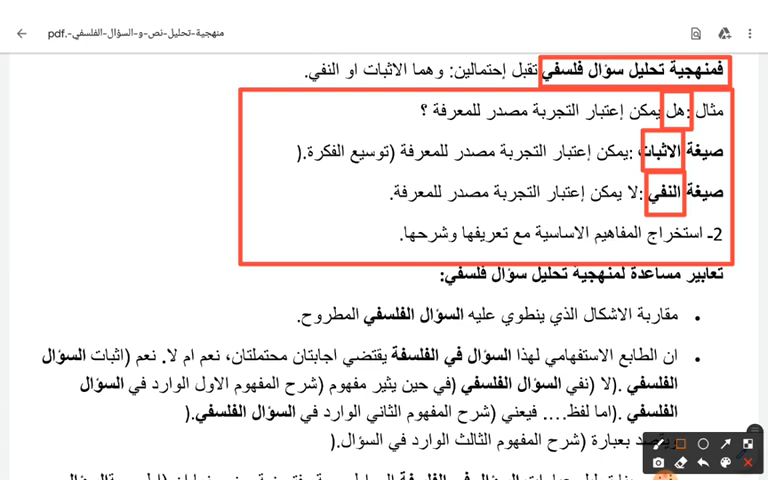 منهجية-تحليل-نص-و-السؤال-الفلسفي-.pdf
فمنهجية تحليل سؤال فلسفي تقبل إحتمالين: وهما الاثبات او النفي.
مثال :هل يمكن إعتبار التجربة مصدر للمعرفة ؟
صيغة الاثبات :يمكن إعتبار التجربة مصدر للمعرفة (توسيع الفكرة.(
صيغة النفي :لا يمكن إعتبار التجربة مصدر للمعرفة.
2ـ استخراج المفاهيم الاساسية مع تعريفها وشرحها.
تعابير مساعدة لمنهجية تحليل سؤال فلسفي:
• مقاربة الاشكال الذي ينطوي عليه السؤال الفلسفي المطروح.
• ان الطابع الاستفهامي لهذا السؤال في الفلسفة يقتضي اجابتان محتملتان، نعم ام لا. نعم (اثبات السؤال
الفلسفي .(لا (نفي السؤال الفلسفي (في حين يثير مفهوم (شرح المفهوم الاول الوارد في السؤال
الفلسفي .(اما لفظ.... فيعني (شرح المفهوم الثاني الوارد في السؤال الفلسفي.(
ويقصد بعبارة (شرح المفهوم الثالث الوارد في السؤال.(